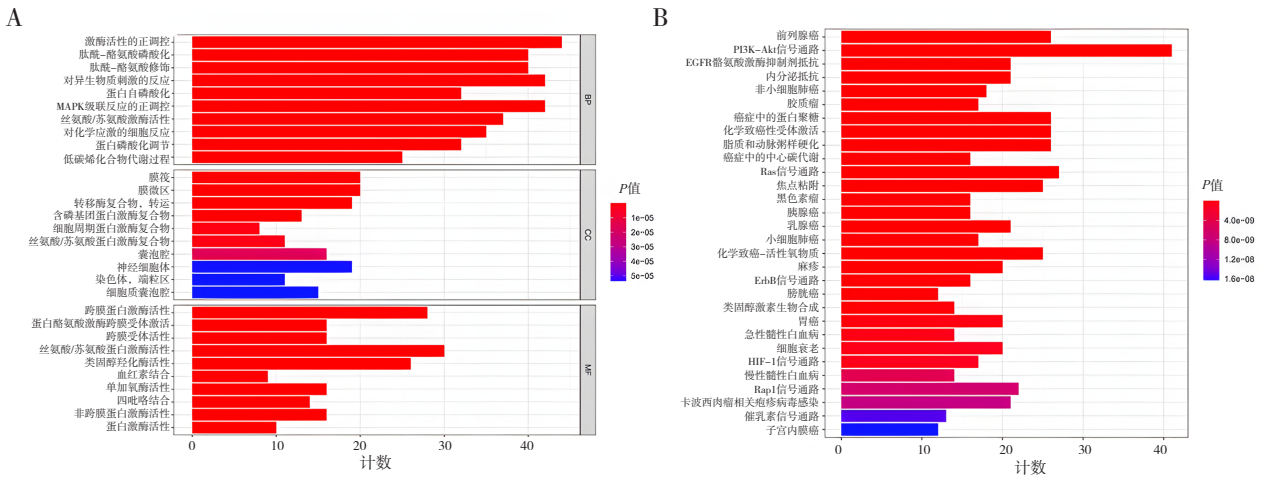 A
激酶活性的正调控
肽酰-酪氨酸磷酸化
肽酰-酪氨酸修饰
对异生物质刺激的反应
蛋白自磷酸化
MAPK级联反应的正调控
丝氨酸/苏氨酸激酶活性
对化学应激的细胞反应
蛋白磷酸化调节
低碳烯化合物代谢过程
BP
膜筏
膜微区
转移酶复合物，转运
含磷基团蛋白激酶复合物
细胞周期蛋白激酶复合物
丝氨酸/苏氨酸蛋白激酶复合物
囊泡腔
神经细胞体
染色体，端粒区
细胞质囊泡腔
CC
跨膜蛋白激酶活性
蛋白酪氨酸激酶跨膜受体激活
跨膜受体活性
丝氨酸/苏氨酸蛋白激酶活性
类固醇羟化酶活性
血红素结合
单加氧酶活性
四吡咯结合
非跨膜蛋白激酶活性
蛋白激酶活性
MF
0 10 20 30 40
计数
P值
1e-05
2e-05
3e-05
4e-05
5e-05
B
前列腺癌
PI3K-Akt信号通路
EGFR酪氨酸激酶抑制剂抵抗
内分泌抵抗
非小细胞肺癌
胶质瘤
癌症中的蛋白聚糖
化学致癌性受体激活
脂质和动脉粥样硬化
癌症中的中心碳代谢
Ras信号通路
焦点粘附
黑色素瘤
胰腺癌
乳腺癌
小细胞肺癌
化学致癌-活性氧物质
麻疹
ErbB信号通路
膀胱癌
类固醇激素生物合成
胃癌
急性髓性白血病
细胞衰老
HIF-1信号通路
慢性髓性白血病
Rap1信号通路
卡波西肉瘤相关疱疹病毒感染
催乳素信号通路
子宫内膜癌
0 10 20 30 40
计数
P值
4.0e-09
8.0e-09
1.2e-08
1.6e-08